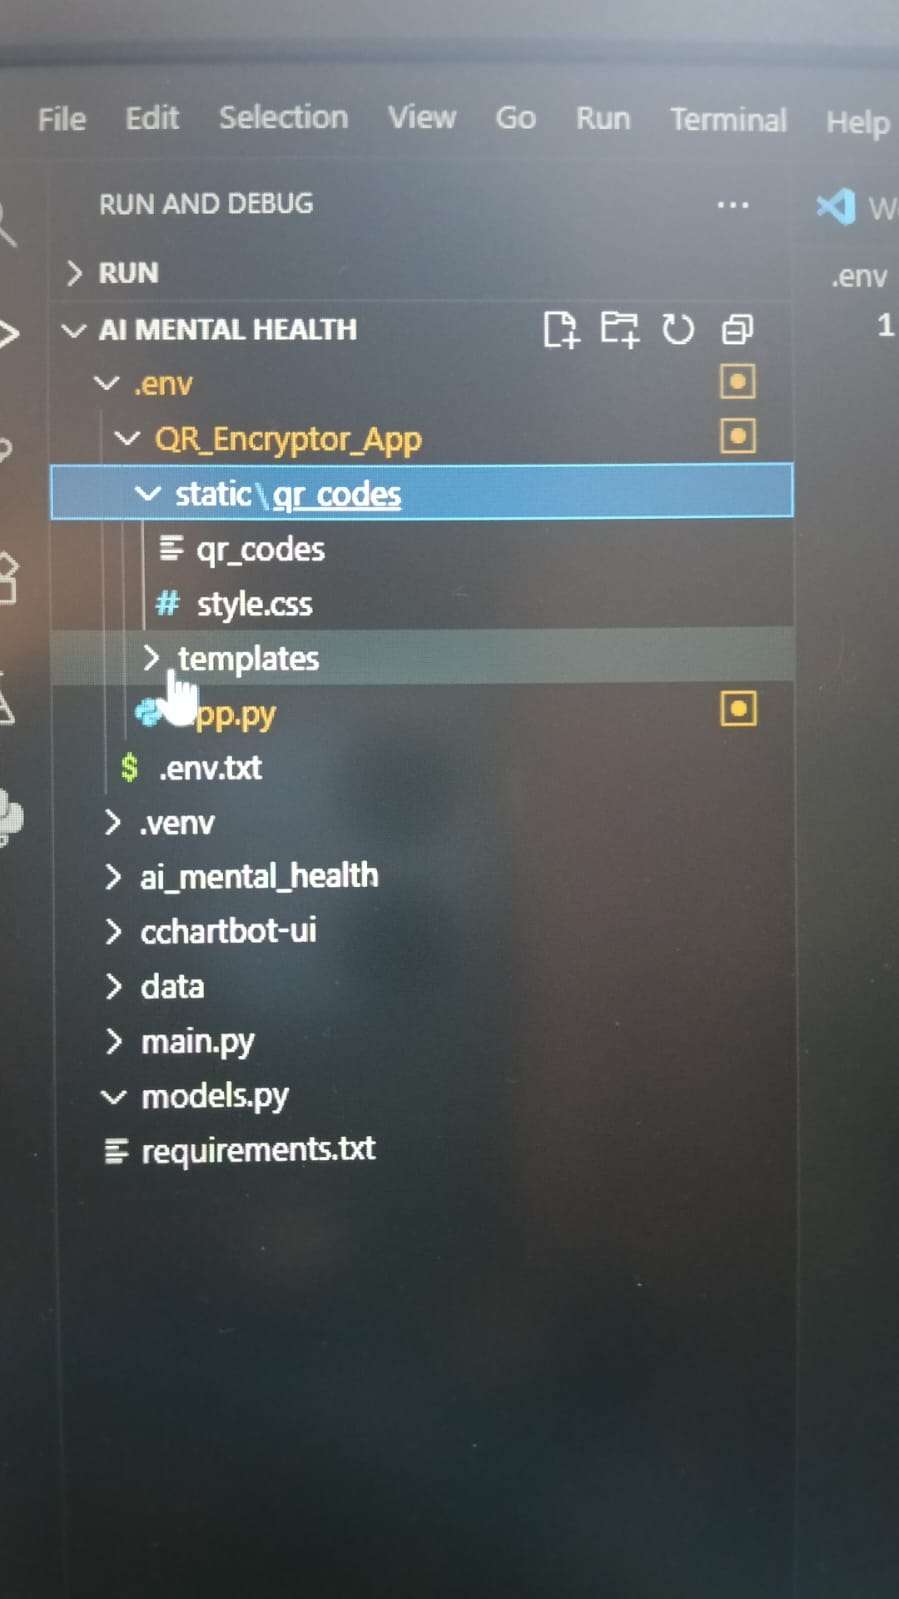 File Edit Selection View Go Run Terminal Help
RUN AND DEBUG ...
RUN
AI MENTAL HEALTH
.env
.env
1
QR_Encryptor_App
static\qr_codes
qr_codes
# style.css
templates
pp.py
$ .env.txt
.venv
ai_mental_health
cchartbot-ui
data
main.py
models.py
requirements.txt